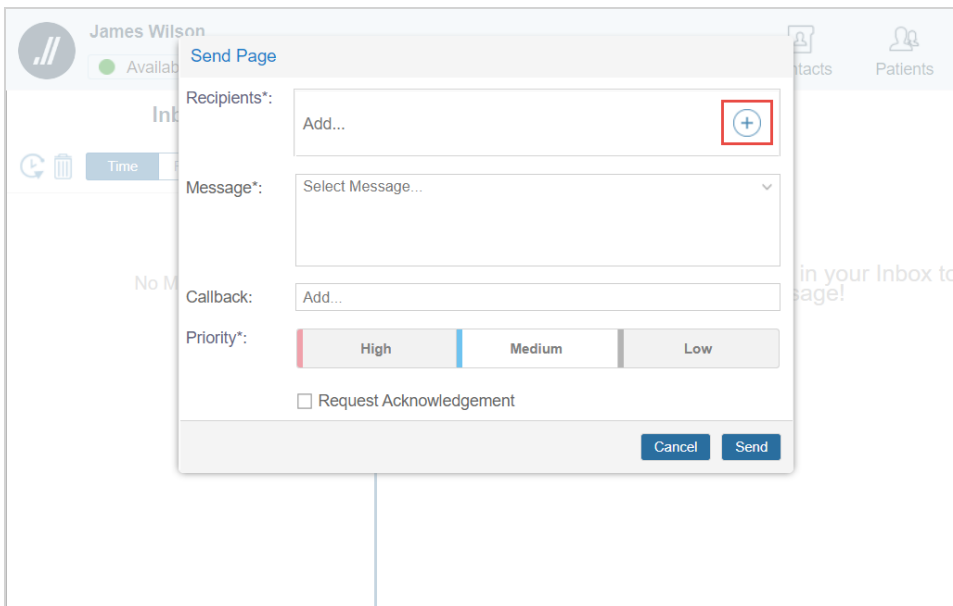 James Wilson
Availab
ntacts
Patients
Send Page
Recipients*:
Add...
Inb
Time
Message*:
Select Message...
No M
in your Inbox to
sage!
Callback:
Add...
Priority*:
High
Medium
Low
Request Acknowledgement
Cancel
Send